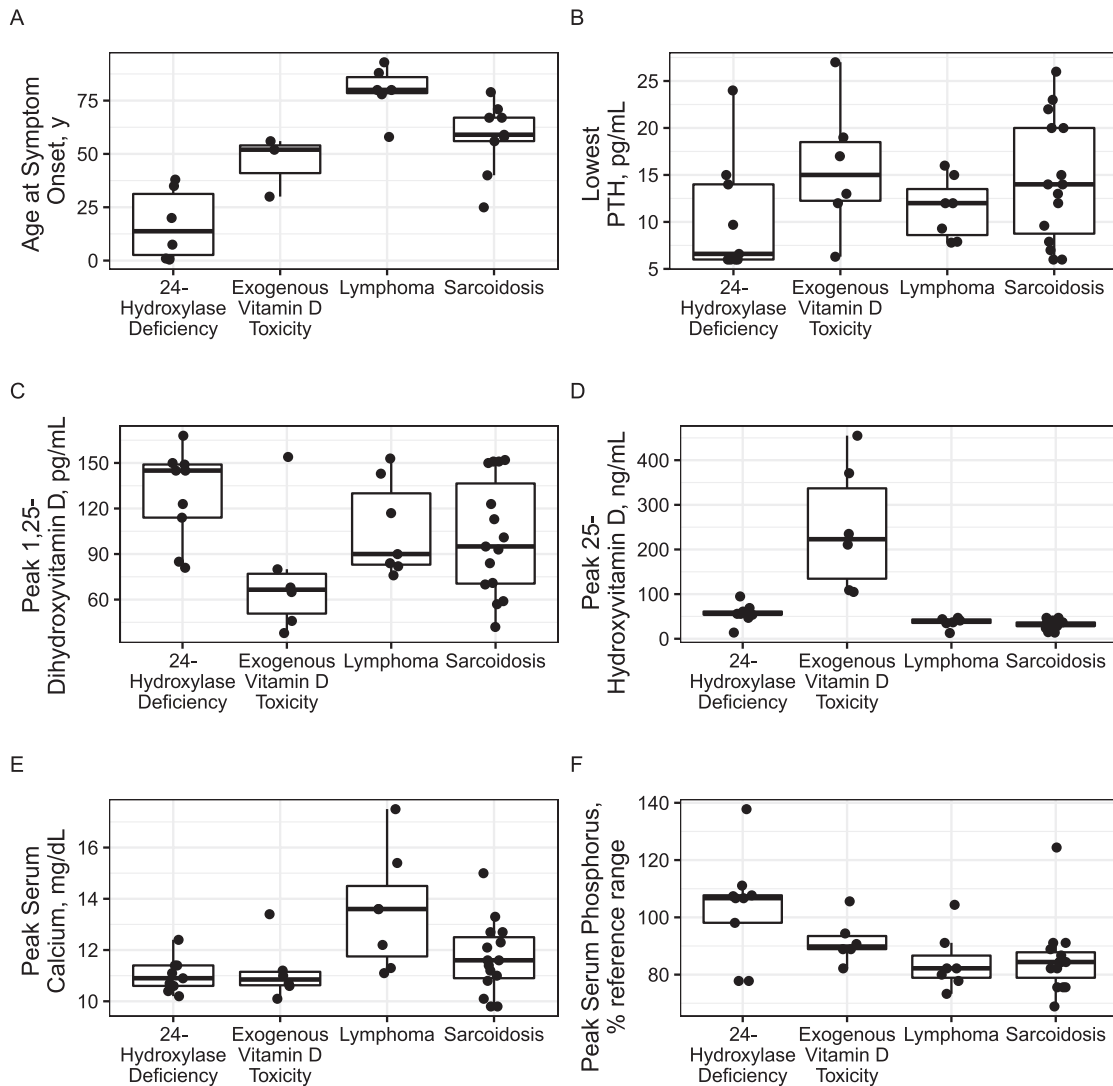 A
Age at Symptom
Onset, y
75
50
25
0
24-
Hydroxylase
Deficiency
Exogenous
Vitamin D
Toxicity
Lymphoma
Sarcoidosis
B
Lowest
PTH, pg/mL
25
20
15
10
5
24-
Hydroxylase
Deficiency
Exogenous
Vitamin D
Toxicity
Lymphoma
Sarcoidosis
C
Peak 1,25-
Dihydroxyvitamin D, pg/mL
150
120
90
60
24-
Hydroxylase
Deficiency
Exogenous
Vitamin D
Toxicity
Lymphoma
Sarcoidosis
D
Peak 25-
Hydroxyvitamin D, ng/mL
400
300
200
100
0
24-
Hydroxylase
Deficiency
Exogenous
Vitamin D
Toxicity
Lymphoma
Sarcoidosis
E
Peak Serum
Calcium, mg/dL
16
14
12
10
24-
Hydroxylase
Deficiency
Exogenous
Vitamin D
Toxicity
Lymphoma
Sarcoidosis
F
Peak Serum Phosphorus,
% reference range
140
120
100
80
24-
Hydroxylase
Deficiency
Exogenous
Vitamin D
Toxicity
Lymphoma
Sarcoidosis